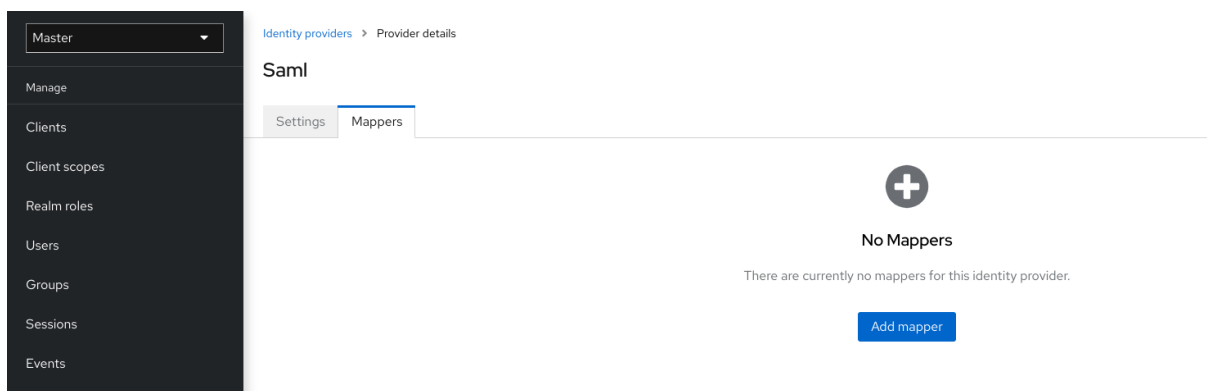 Master
Manage
Clients
Client scopes
Realm roles
Users
Groups
Sessions
Events
Identity providers > Provider details
Saml
Settings Mappers
No Mappers
There are currently no mappers for this identity provider.
Add mapper